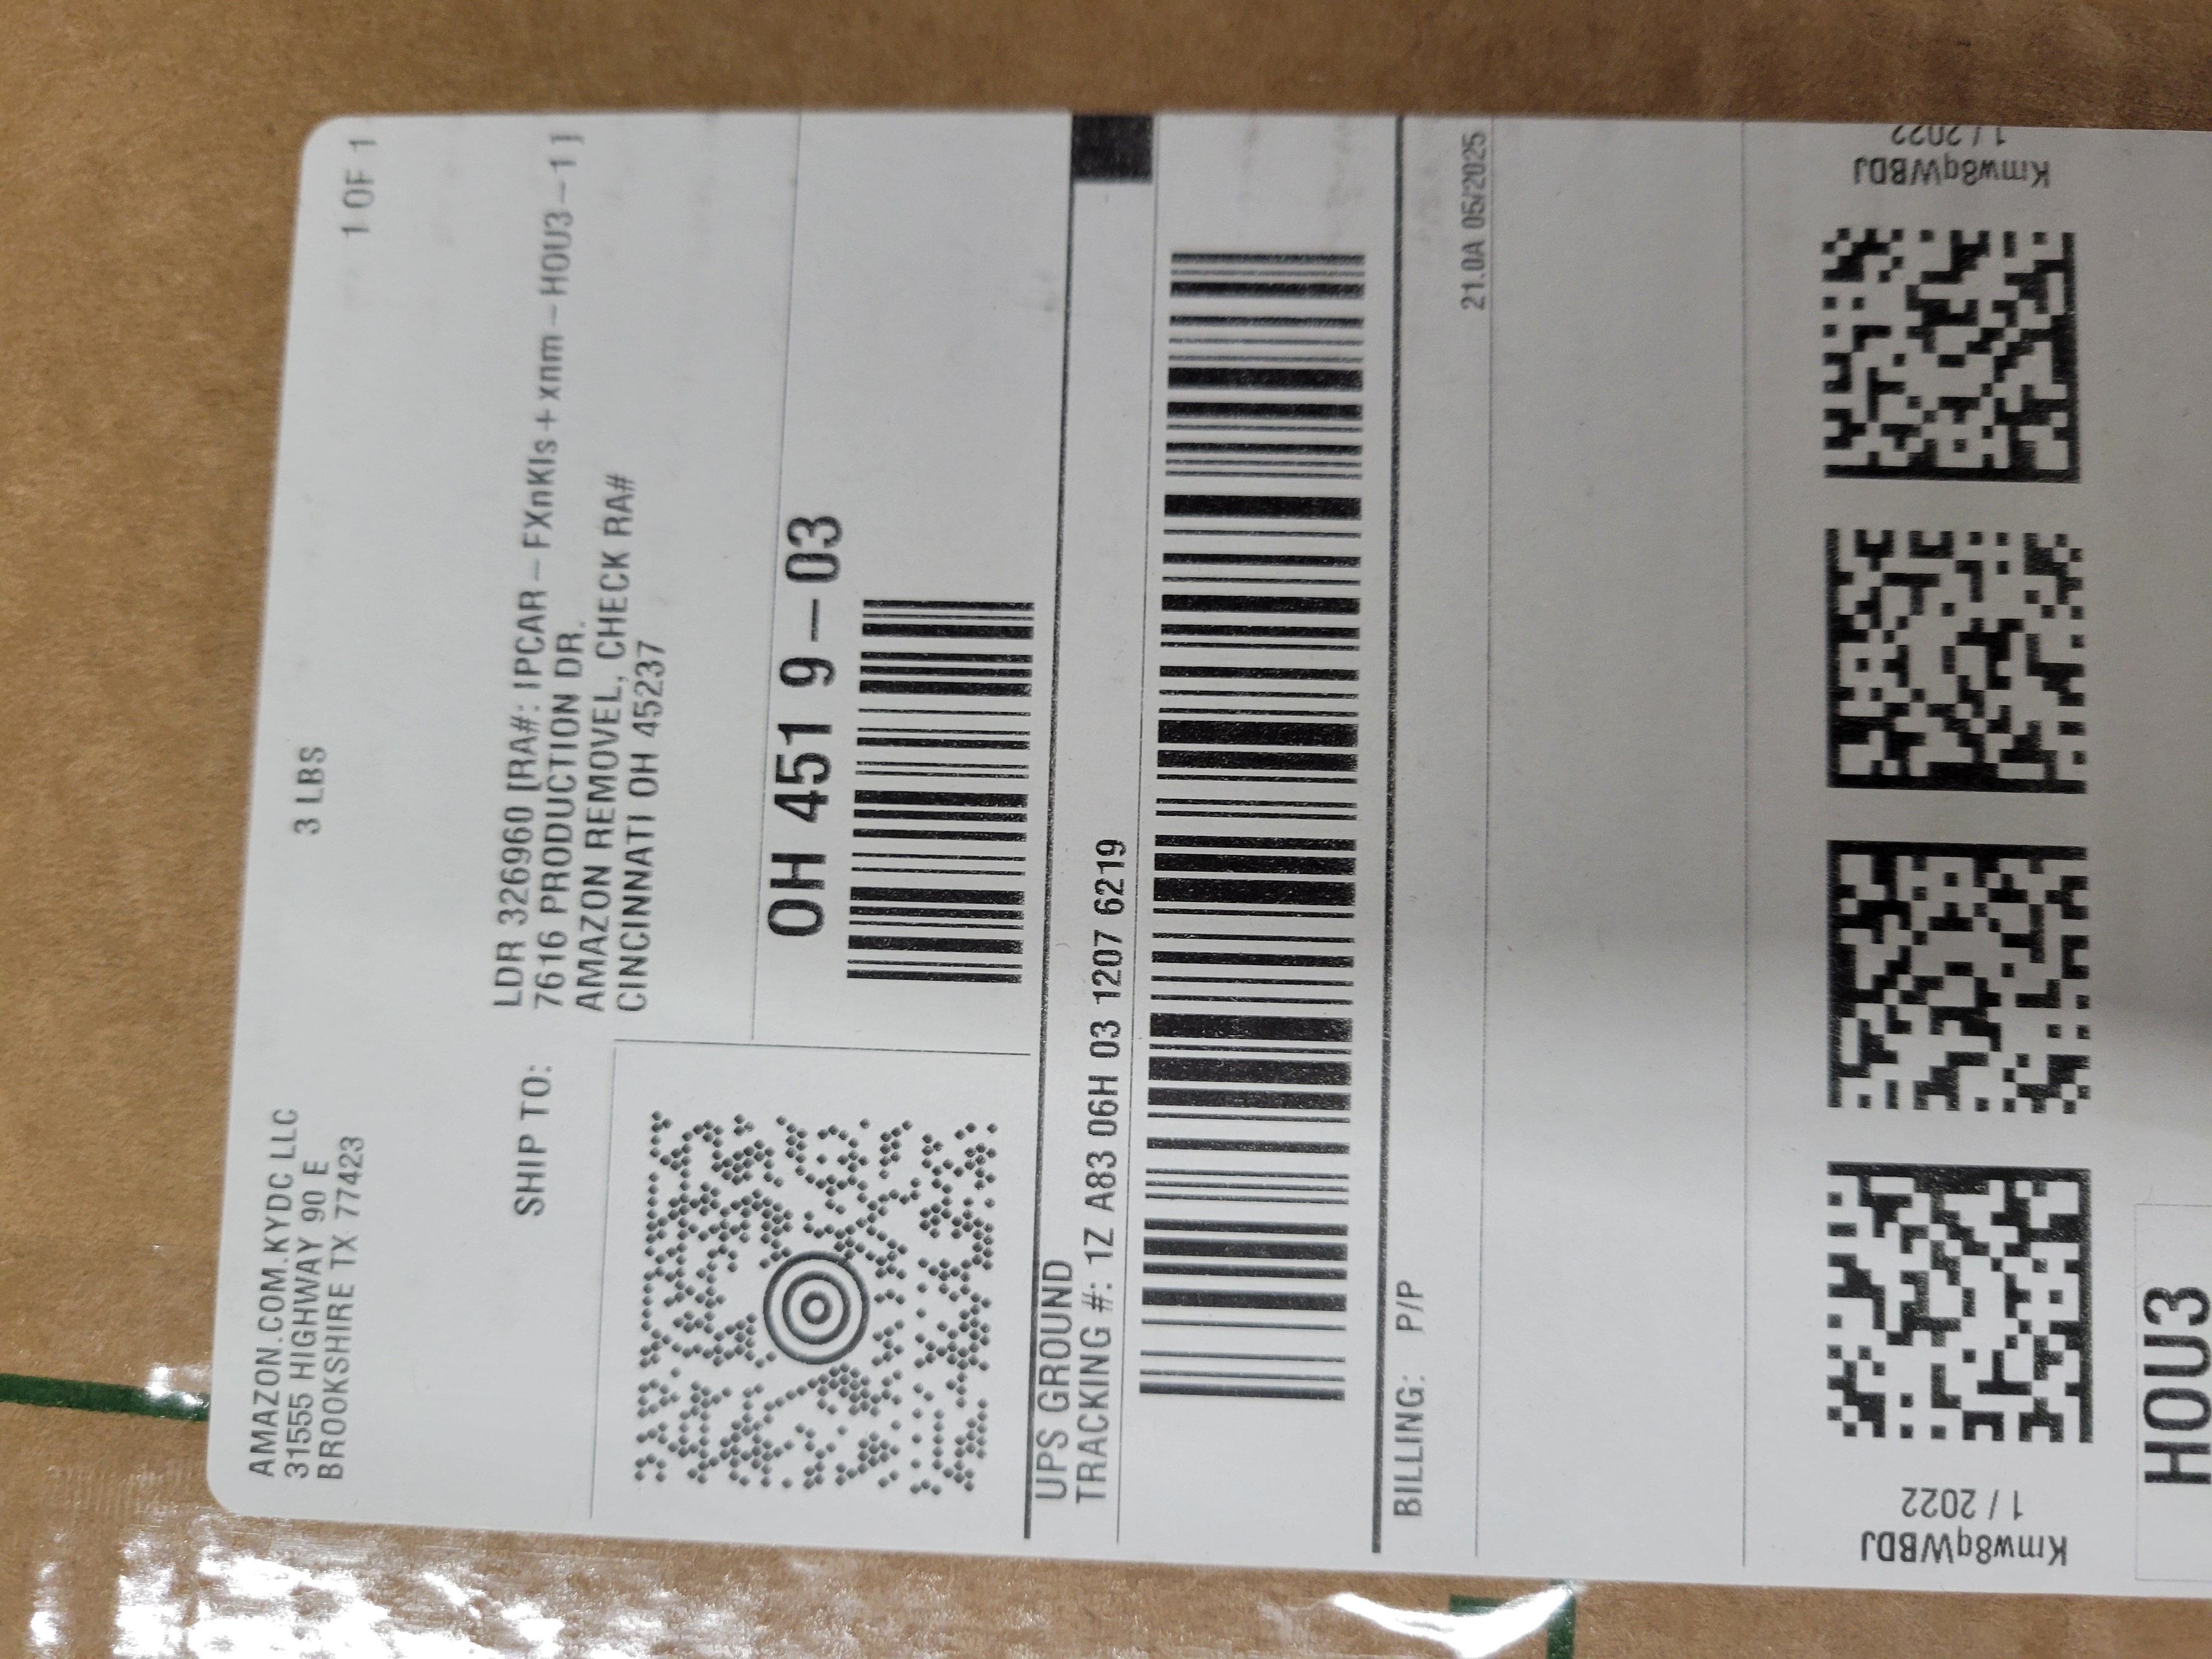 AMAZON.COM.KYDC LLC
31555 HIGHWAY 90 E
BROOKSHIRE TX 77423
3 LBS
1 OF 1
SHIP TO:
LDR 326960 [RA#: IPCAR-FXnKIs+xnm-HOU3-1]
7616 PRODUCTION DR.
AMAZON REMOVEL, CHECK RA#
CINCINNATI OH 45237
OH 451 9-03
UPS GROUND
TRACKING #: 1Z A83 06H 03 1207 6219
BILLING: P/P
21.0A 05/2025
Kmw8qWBDJ
1 / 2022
Kmw8qWBDJ
1 / 2022
HOU3